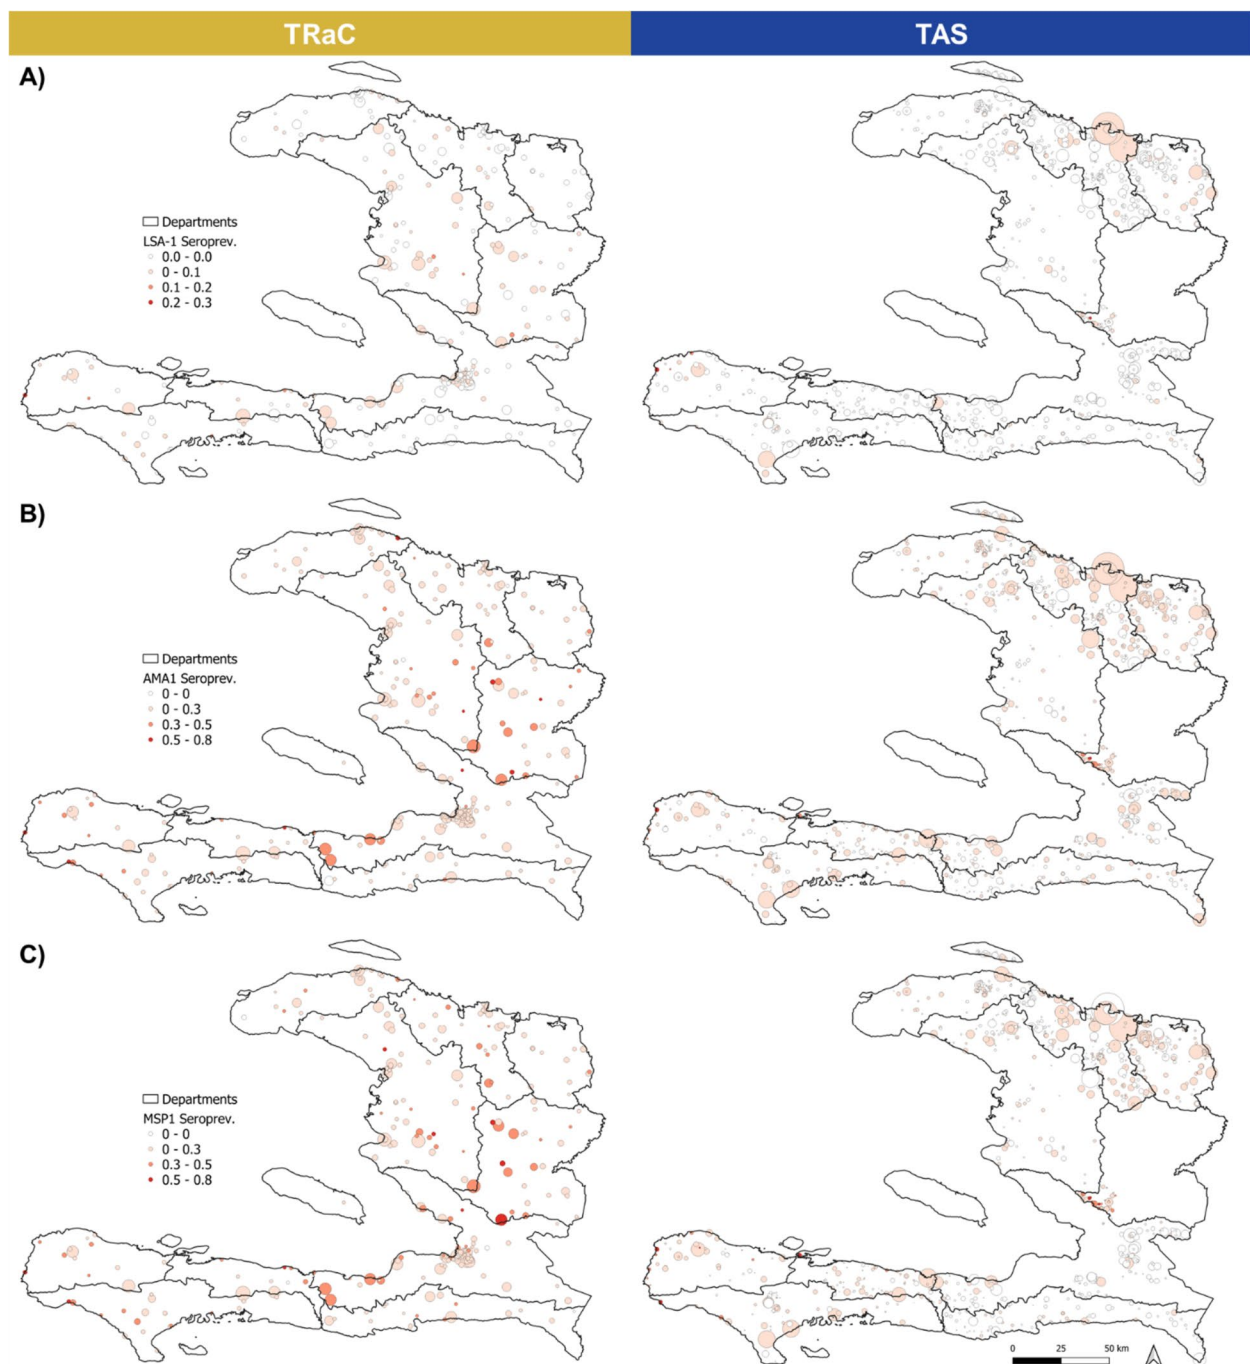 TRaC TAS
A)
Departments
LSA-1 Seroprev.
0.0 - 0.0
0 - 0.1
0.1 - 0.2
0.2 - 0.3
B)
Departments
AMA1 Seroprev.
0 - 0
0 - 0.3
0.3 - 0.5
0.5 - 0.8
C)
Departments
MSP1 Seroprev.
0 - 0
0 - 0.3
0.3 - 0.5
0.5 - 0.8
0 25 50 km